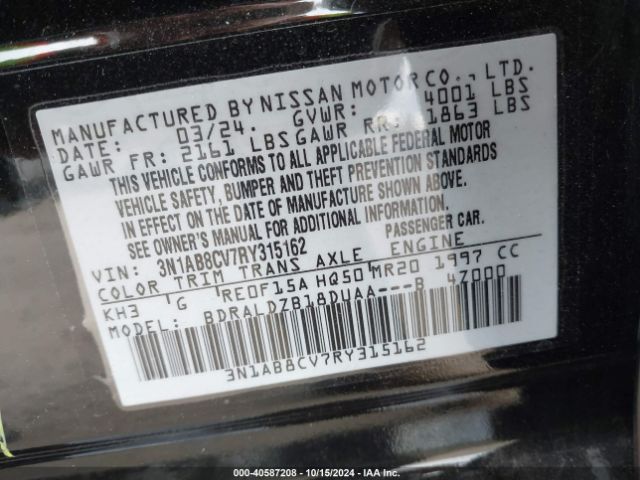 MANUFACTURED BY NISSAN MOTOR CO., LTD.
DATE: 03/24. GVWR: 4001 LBS
GAWR FR: 2161 LBS GAWR RR: 1863 LBS
THIS VEHICLE CONFORMS TO ALL APPLICABLE FEDERAL MOTOR
VEHICLE SAFETY, BUMPER AND THEFT PREVENTION STANDARDS
IN EFFECT ON THE DATE OF MANUFACTURE SHOWN ABOVE.
SEE OWNER'S MANUAL FOR ADDITIONAL INFORMATION.
VIN: 3N1AB8CV7RY315162 PASSENGER CAR.
COLOR TRIM TRANS AXLE ENGINE
KH3 G RE0F15A HQ50 MR20 1997 CC
MODEL: BDRALDZB18DUAA---B 4Z000
3N1AB8CV7RY315162
000-40587208 - 10/15/2024 - IAA Inc.